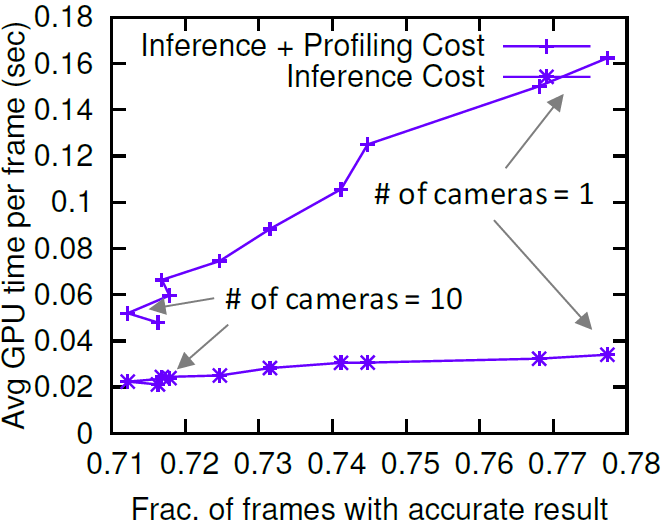 0.18
0.16
0.14
0.12
0.1
0.08
0.06
0.04
0.02
0
Avg GPU time per frame (sec)
Inference + Profiling Cost
Inference Cost
# of cameras = 1
# of cameras = 10
0.71 0.72 0.73 0.74 0.75 0.76 0.77 0.78
Frac. of frames with accurate result